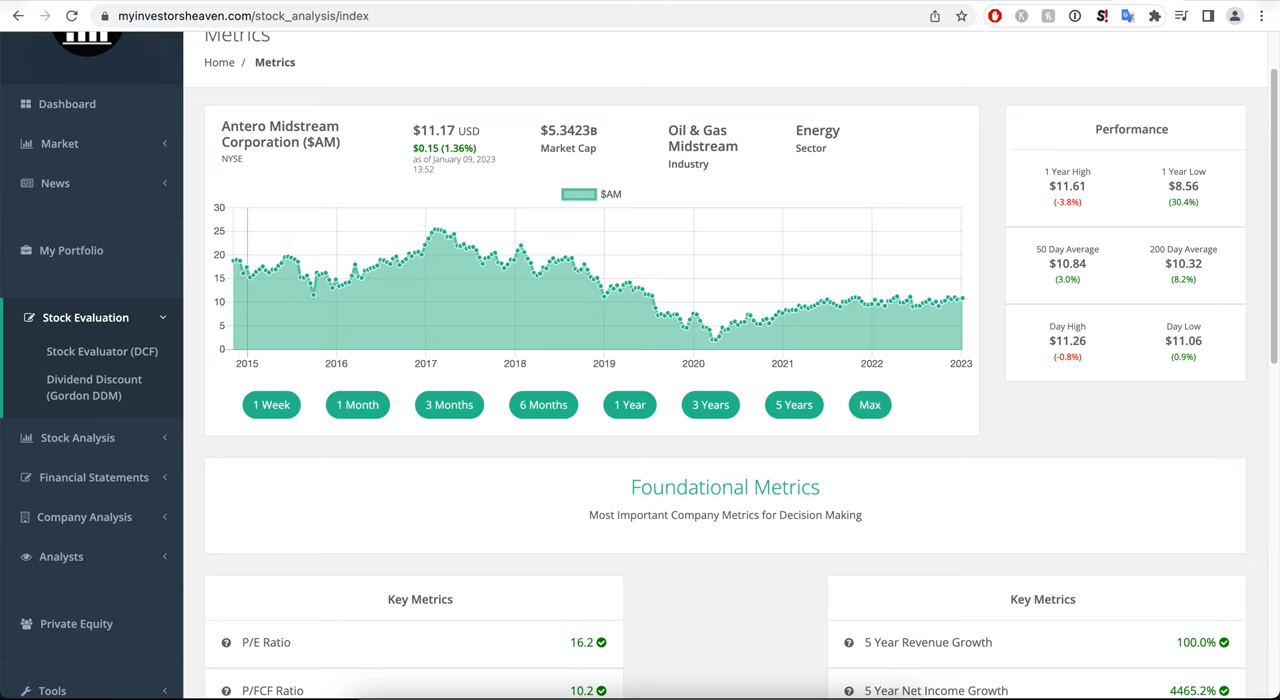 myinvestorsheaven.com/stock_analysis/index
Metrics
Home / Metrics
Dashboard
Market
News
My Portfolio
Stock Evaluation
Stock Evaluator (DCF)
Dividend Discount
(Gordon DDM)
Stock Analysis
Financial Statements
Company Analysis
Analysts
Private Equity
Tools
Antero Midstream
Corporation ($AM)
NYSE
$11.17 USD
$0.15 (1.36%)
as of January 09, 2023
13:52
$5.3423B
Market Cap
Oil & Gas
Midstream
Industry
Energy
Sector
$AM
30
25
20
15
10
5
0
2015 2016 2017 2018 2019 2020 2021 2022 2023
1 Week 1 Month 3 Months 6 Months 1 Year 3 Years 5 Years Max
Performance
1 Year High
$11.61
(-3.8%)
1 Year Low
$8.56
(30.4%)
50 Day Average
$10.84
(3.0%)
200 Day Average
$10.32
(8.2%)
Day High
$11.26
(-0.8%)
Day Low
$11.06
(0.9%)
Foundational Metrics
Most Important Company Metrics for Decision Making
Key Metrics
P/E Ratio 16.2
P/FCF Ratio 10.2
Key Metrics
5 Year Revenue Growth 100.0%
5 Year Net Income Growth 4465.2%